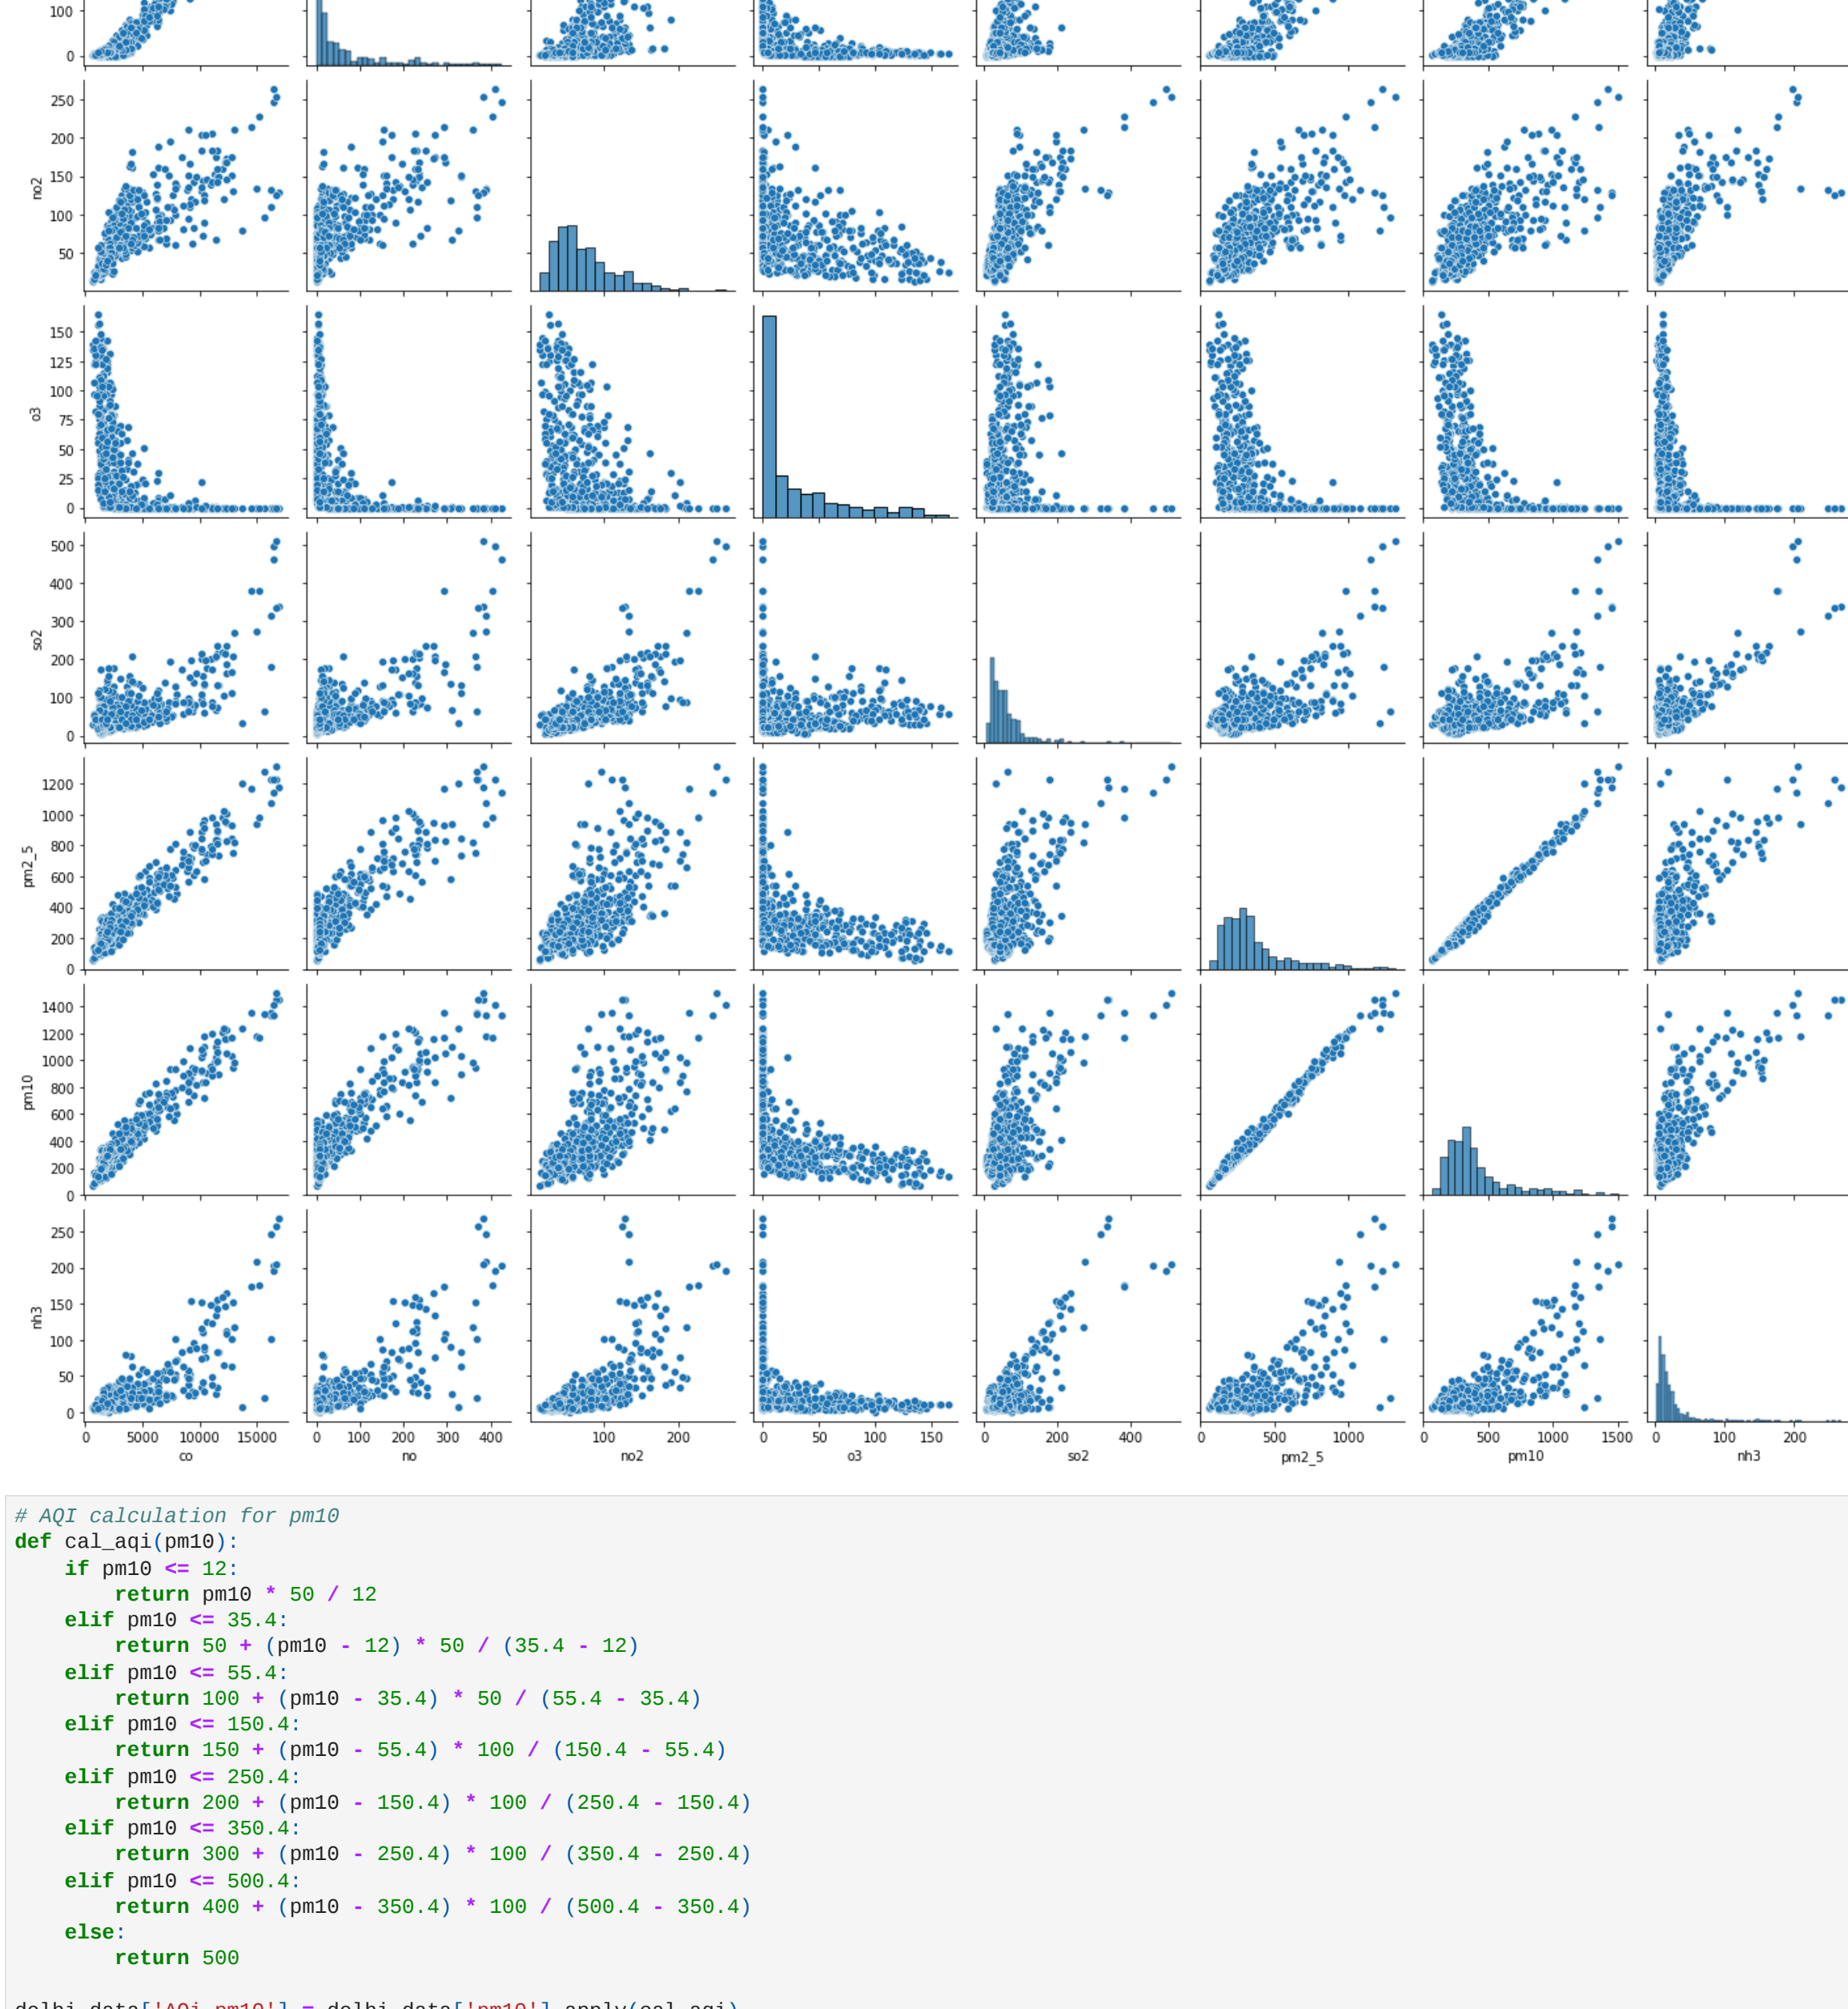 100
0
250
200
150
100
50
no2
150
125
100
75
50
25
0
o3
500
400
300
200
100
0
so2
1200
1000
800
600
400
200
0
pm2_5
1400
1200
1000
800
600
400
200
0
pm10
250
200
150
100
50
0
nh3
0 5000 10000 15000 0 100 200 300 400 100 200 0 50 100 150 0 200 400 0 500 1000 0 500 1000 1500 0 100 200
co no no2 o3 so2 pm2_5 pm10 nh3
# AQI calculation for pm10
def cal_aqi(pm10):
    if pm10 <= 12:
        return pm10 * 50 / 12
    elif pm10 <= 35.4:
        return 50 + (pm10 - 12) * 50 / (35.4 - 12)
    elif pm10 <= 55.4:
        return 100 + (pm10 - 35.4) * 50 / (55.4 - 35.4)
    elif pm10 <= 150.4:
        return 150 + (pm10 - 55.4) * 100 / (150.4 - 55.4)
    elif pm10 <= 250.4:
        return 200 + (pm10 - 150.4) * 100 / (250.4 - 150.4)
    elif pm10 <= 350.4:
        return 300 + (pm10 - 250.4) * 100 / (350.4 - 250.4)
    elif pm10 <= 500.4:
        return 400 + (pm10 - 350.4) * 100 / (500.4 - 350.4)
    else:
        return 500
delhi_data['AQi_pm10'] = delhi_data['pm10'].apply(cal_aqi)